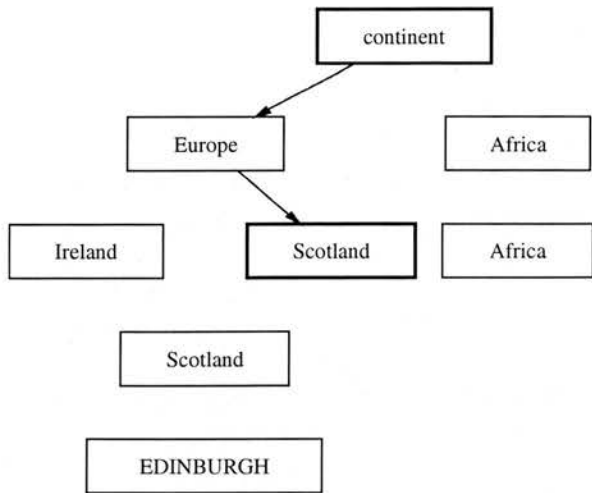 continent
Europe
Africa
Ireland
Scotland
Africa
Scotland
EDINBURGH